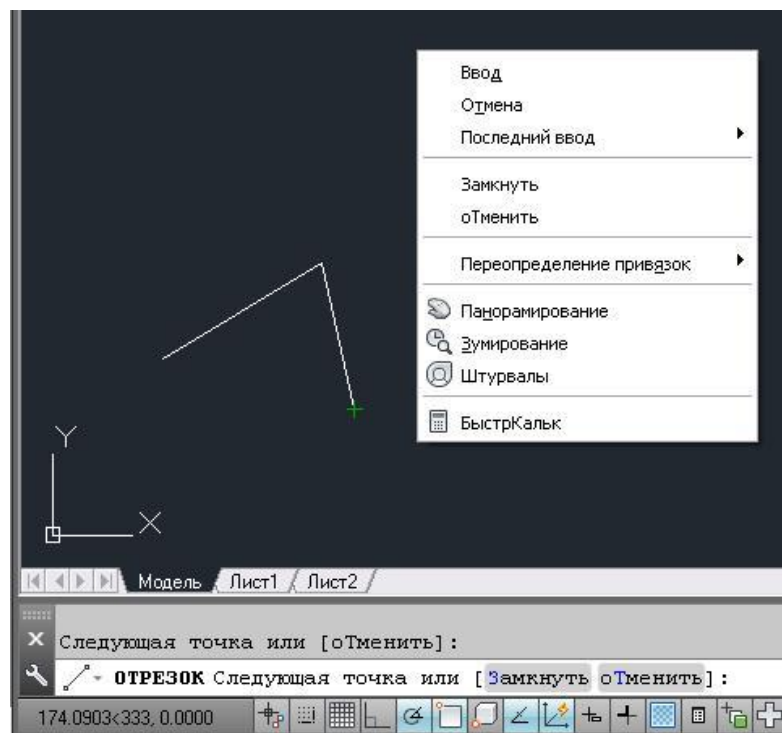 Ввод
Отмена
Последний ввод
Замкнуть
оТменить
Переопределение привязок
Панорамирование
Зумирование
Штурвалы
БыстрКальк
Y
X
Модель Лист1 Лист2
Следующая точка или [оТменить]:
ОТРЕЗОК Следующая точка или [Замкнуть оТменить]:
174.0903<333, 0.0000